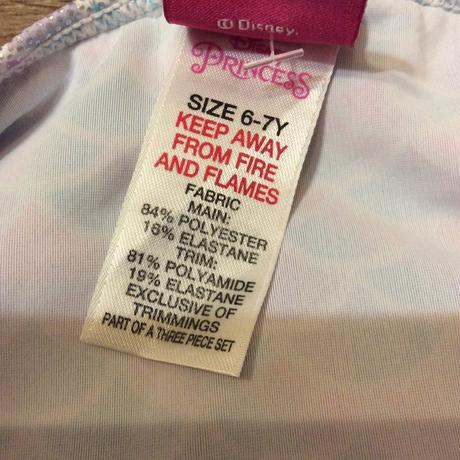 © Disney
PRINCESS
SIZE 6-7Y
KEEP AWAY
FROM FIRE
AND FLAMES
FABRIC
MAIN:
84% POLYESTER
16% ELASTANE
TRIM:
81% POLYAMIDE
19% ELASTANE
EXCLUSIVE OF
TRIMMINGS
PART OF A THREE PIECE SET